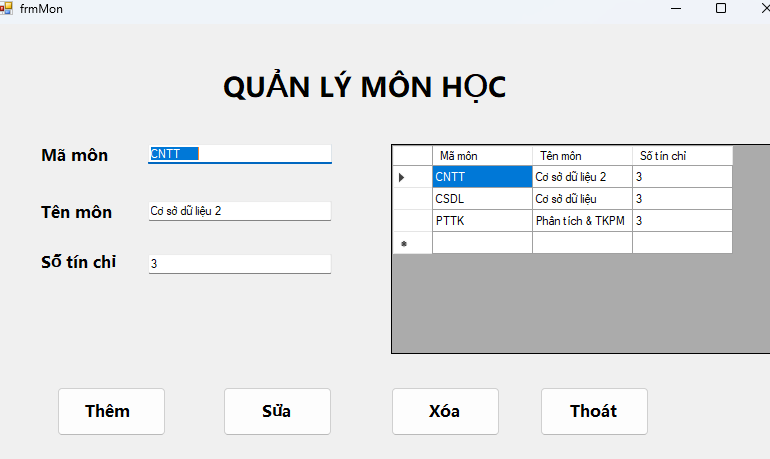 frmMon
QUẢN LÝ MÔN HỌC
Mã môn
CNTT
Tên môn
Cơ sở dữ liệu 2
Số tín chỉ
3
Mã môn Tên môn Số tín chỉ
CNTT Cơ sở dữ liệu 2 3
CSDL Cơ sở dữ liệu 3
PTTK Phân tích & TKPM 3
Thêm Sửa Xóa Thoát